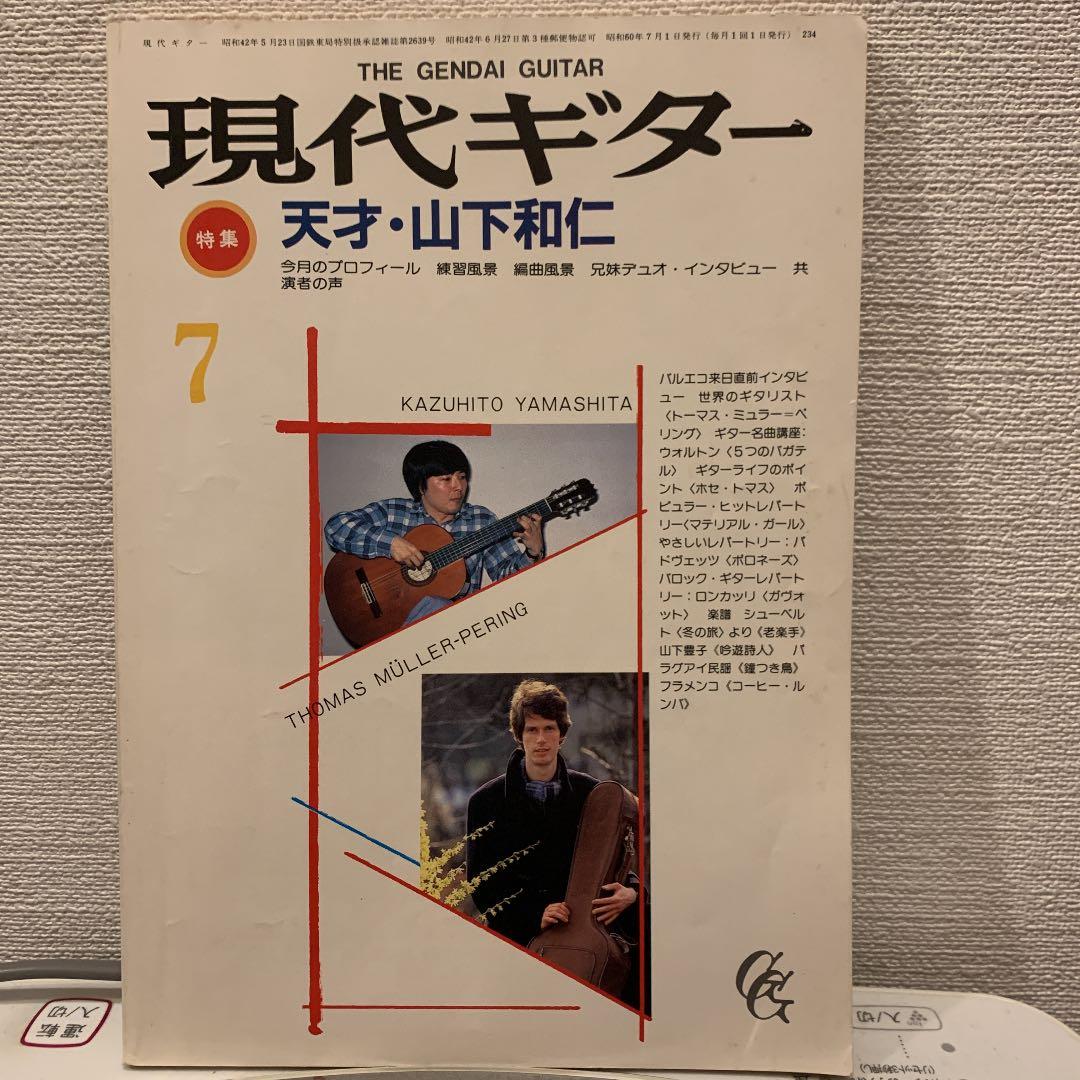 現代ギター 昭和42年5月23日国鉄東局特別扱承認雑誌第2639号 昭和42年6月27日第3種郵便物認可 昭和60年7月1日発行(毎月1回1日発行) 234
THE GENDAI GUITAR
現代ギター
特集
天才・山下和仁
今月のプロフィール 練習風景 編曲風景 兄妹デュオ・インタビュー 共
演者の声
7
KAZUHITO YAMASHITA
バルエコ来日直前インタビ
ュー 世界のギタリスト
〈トーマス・ミュラー=ペ
リング〉 ギター名曲講座:
ウォルトン〈5つのバガテ
ル〉 ギターライフのポイ
ント〈ホセ・トマス〉 ポ
ピュラー・ヒットレパート
リー〈マテリアル・ガール〉
やさしいレパートリー:バ
ドヴェッツ〈ポロネーズ〉
バロック・ギターレパート
リー:ロンカッリ〈ガヴォ
ット〉 楽譜 シューベル
ト〈冬の旅〉より《老楽手》
山下豊子《吟遊詩人》 パ
ラグアイ民謡《鐘つき鳥》
フラメンコ《コーヒー・ル
ンバ》
THOMAS MÜLLER-PERING
GG
運転
入/切
入/切
(リセット3秒押し)